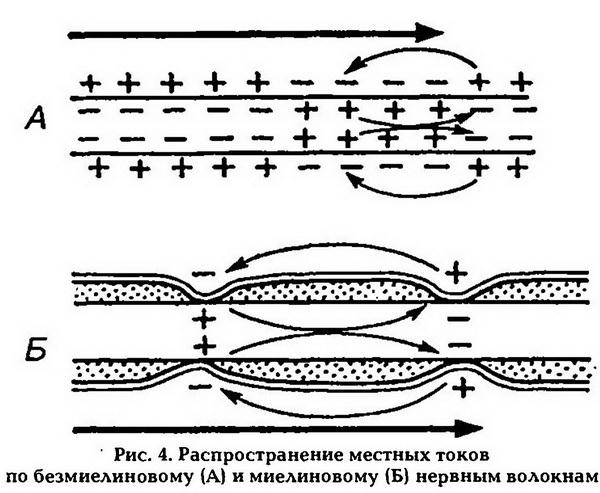 А
Б
Рис. 4. Распространение местных токов
по безмиелиновому (А) и миелиновому (Б) нервным волокнам